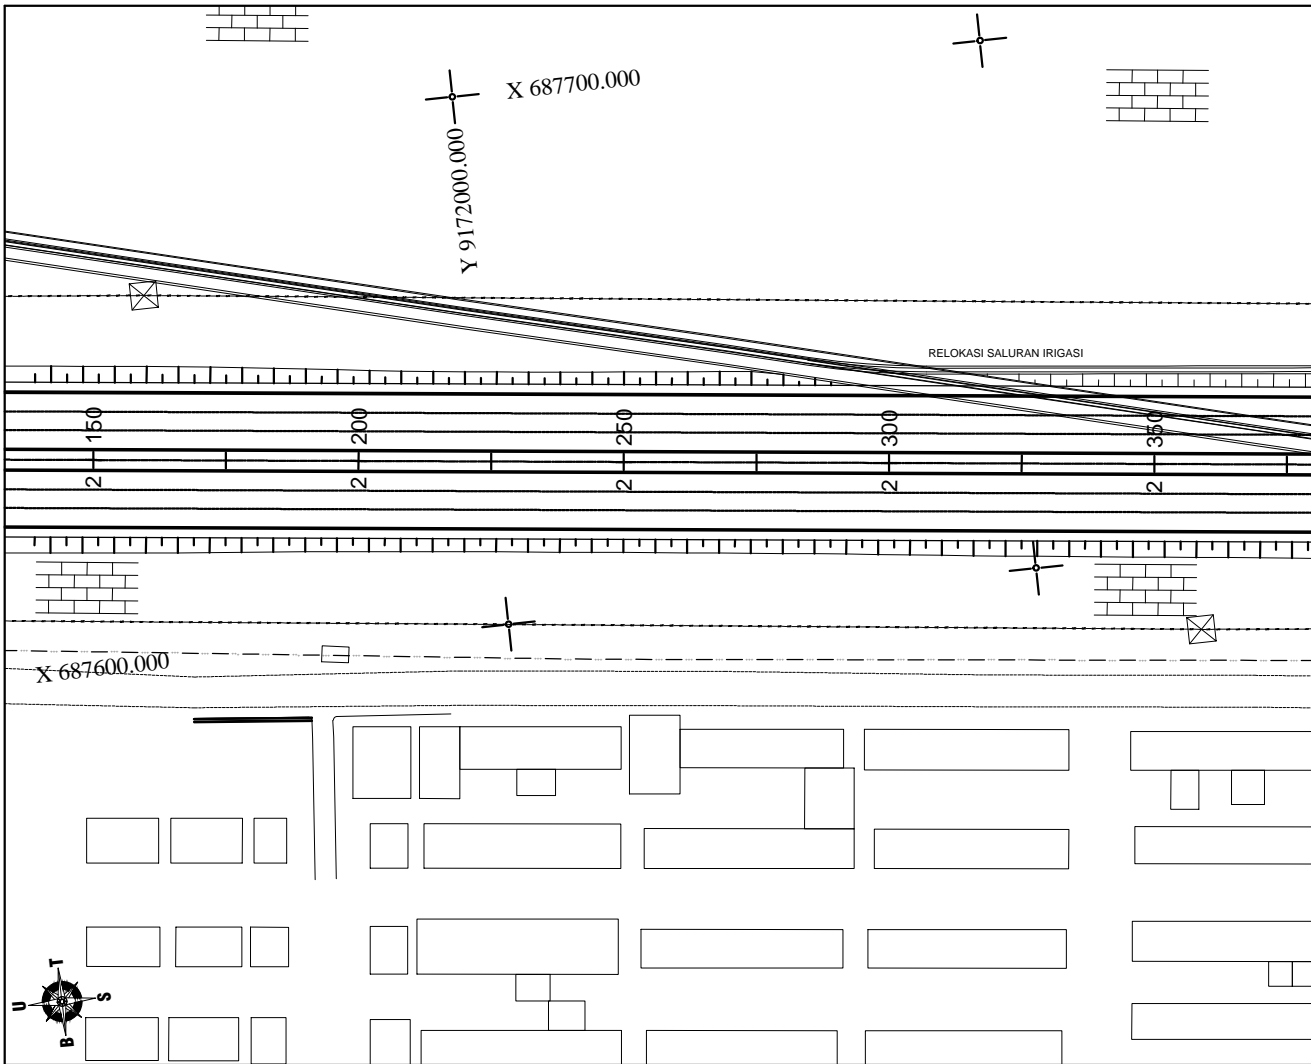 X 687700.000
Y 9172000.000
RELOKASI SALURAN IRIGASI
2 150
2 200
2 250
2 300
2 350
X 687600.000
T
U
S
B